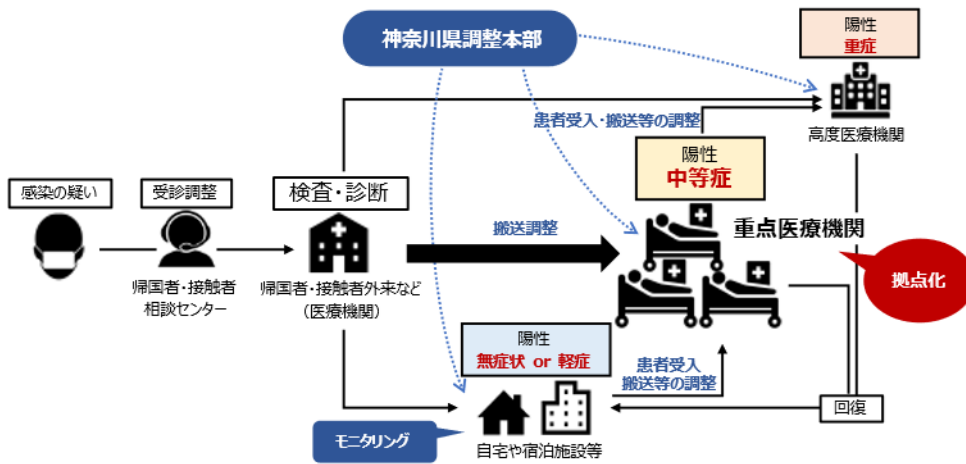 神奈川県調整本部
陽性
重症
高度医療機関
患者受入・搬送等の調整
陽性
中等症
重点医療機関
拠点化
感染の疑い
受診調整
検査・診断
搬送調整
帰国者・接触者
相談センター
帰国者・接触者外来など
（医療機関）
陽性
無症状 or 軽症
患者受入
搬送等の調整
回復
モニタリング
自宅や宿泊施設等